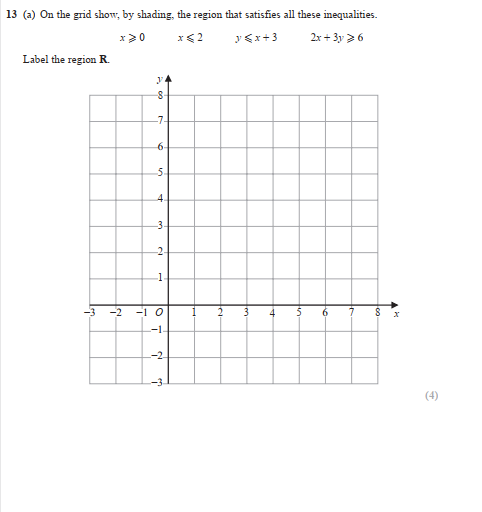 13 (a) On the grid show, by shading, the region that satisfies all these inequalities.
x ⩾ 0 x ⩽ 2 y ⩽ x + 3 2x + 3y ⩾ 6
Label the region R.
y
8
7
6
5
4
3
2
1
−3 −2 −1 O 1 2 3 4 5 6 7 8 x
−1
−2
−3
(4)